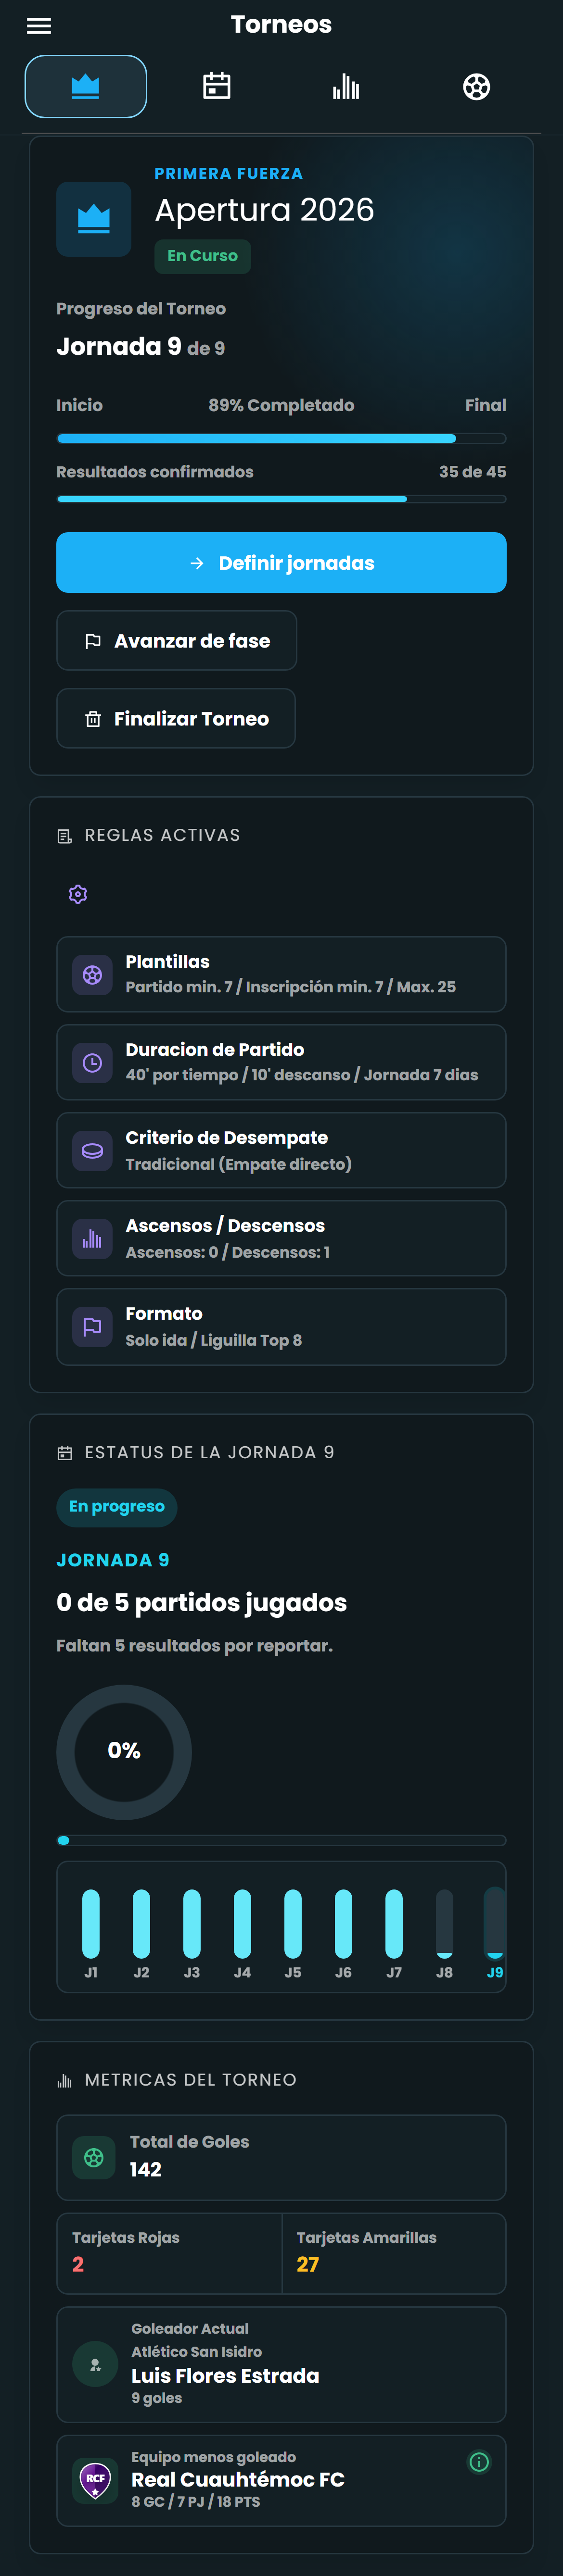 Torneos
PRIMERA FUERZA
Apertura 2026
En Curso
Progreso del Torneo
Jornada 9 de 9
Inicio 89% Completado Final
Resultados confirmados 35 de 45
Definir jornadas
Avanzar de fase
Finalizar Torneo
REGLAS ACTIVAS
Plantillas
Partido min. 7 / Inscripción min. 7 / Max. 25
Duracion de Partido
40' por tiempo / 10' descanso / Jornada 7 dias
Criterio de Desempate
Tradicional (Empate directo)
Ascensos / Descensos
Ascensos: 0 / Descensos: 1
Formato
Solo ida / Liguilla Top 8
ESTATUS DE LA JORNADA 9
En progreso
JORNADA 9
0 de 5 partidos jugados
Faltan 5 resultados por reportar.
0%
J1 J2 J3 J4 J5 J6 J7 J8 J9
METRICAS DEL TORNEO
Total de Goles
142
Tarjetas Rojas Tarjetas Amarillas
2 27
Goleador Actual
Atlético San Isidro
Luis Flores Estrada
9 goles
Equipo menos goleado
RCF Real Cuauhtémoc FC
8 GC / 7 PJ / 18 PTS